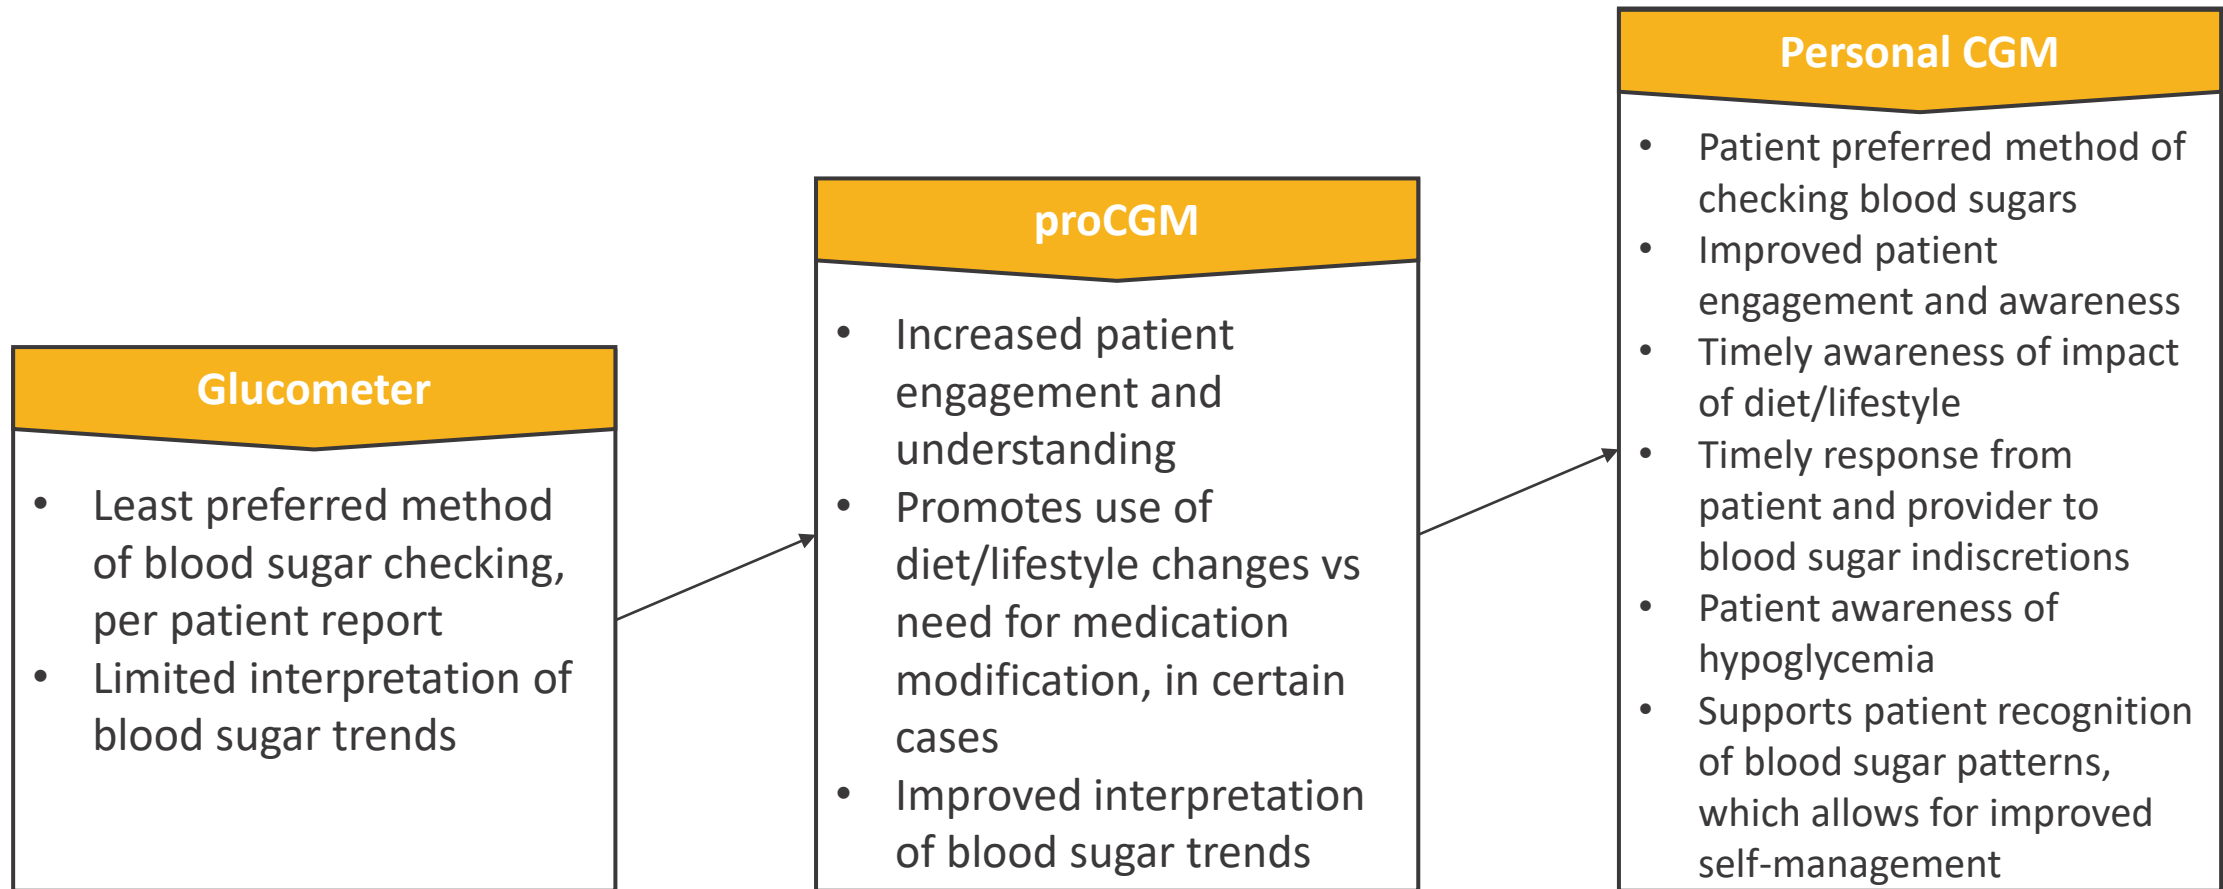 Glucometer
• Least preferred method
of blood sugar checking,
per patient report
• Limited interpretation of
blood sugar trends
proCGM
• Increased patient
engagement and
understanding
• Promotes use of
diet/lifestyle changes vs
need for medication
modification, in certain
cases
• Improved interpretation
of blood sugar trends
Personal CGM
• Patient preferred method of
checking blood sugars
• Improved patient
engagement and awareness
• Timely awareness of impact
of diet/lifestyle
• Timely response from
patient and provider to
blood sugar indiscretions
• Patient awareness of
hypoglycemia
• Supports patient recognition
of blood sugar patterns,
which allows for improved
self-management